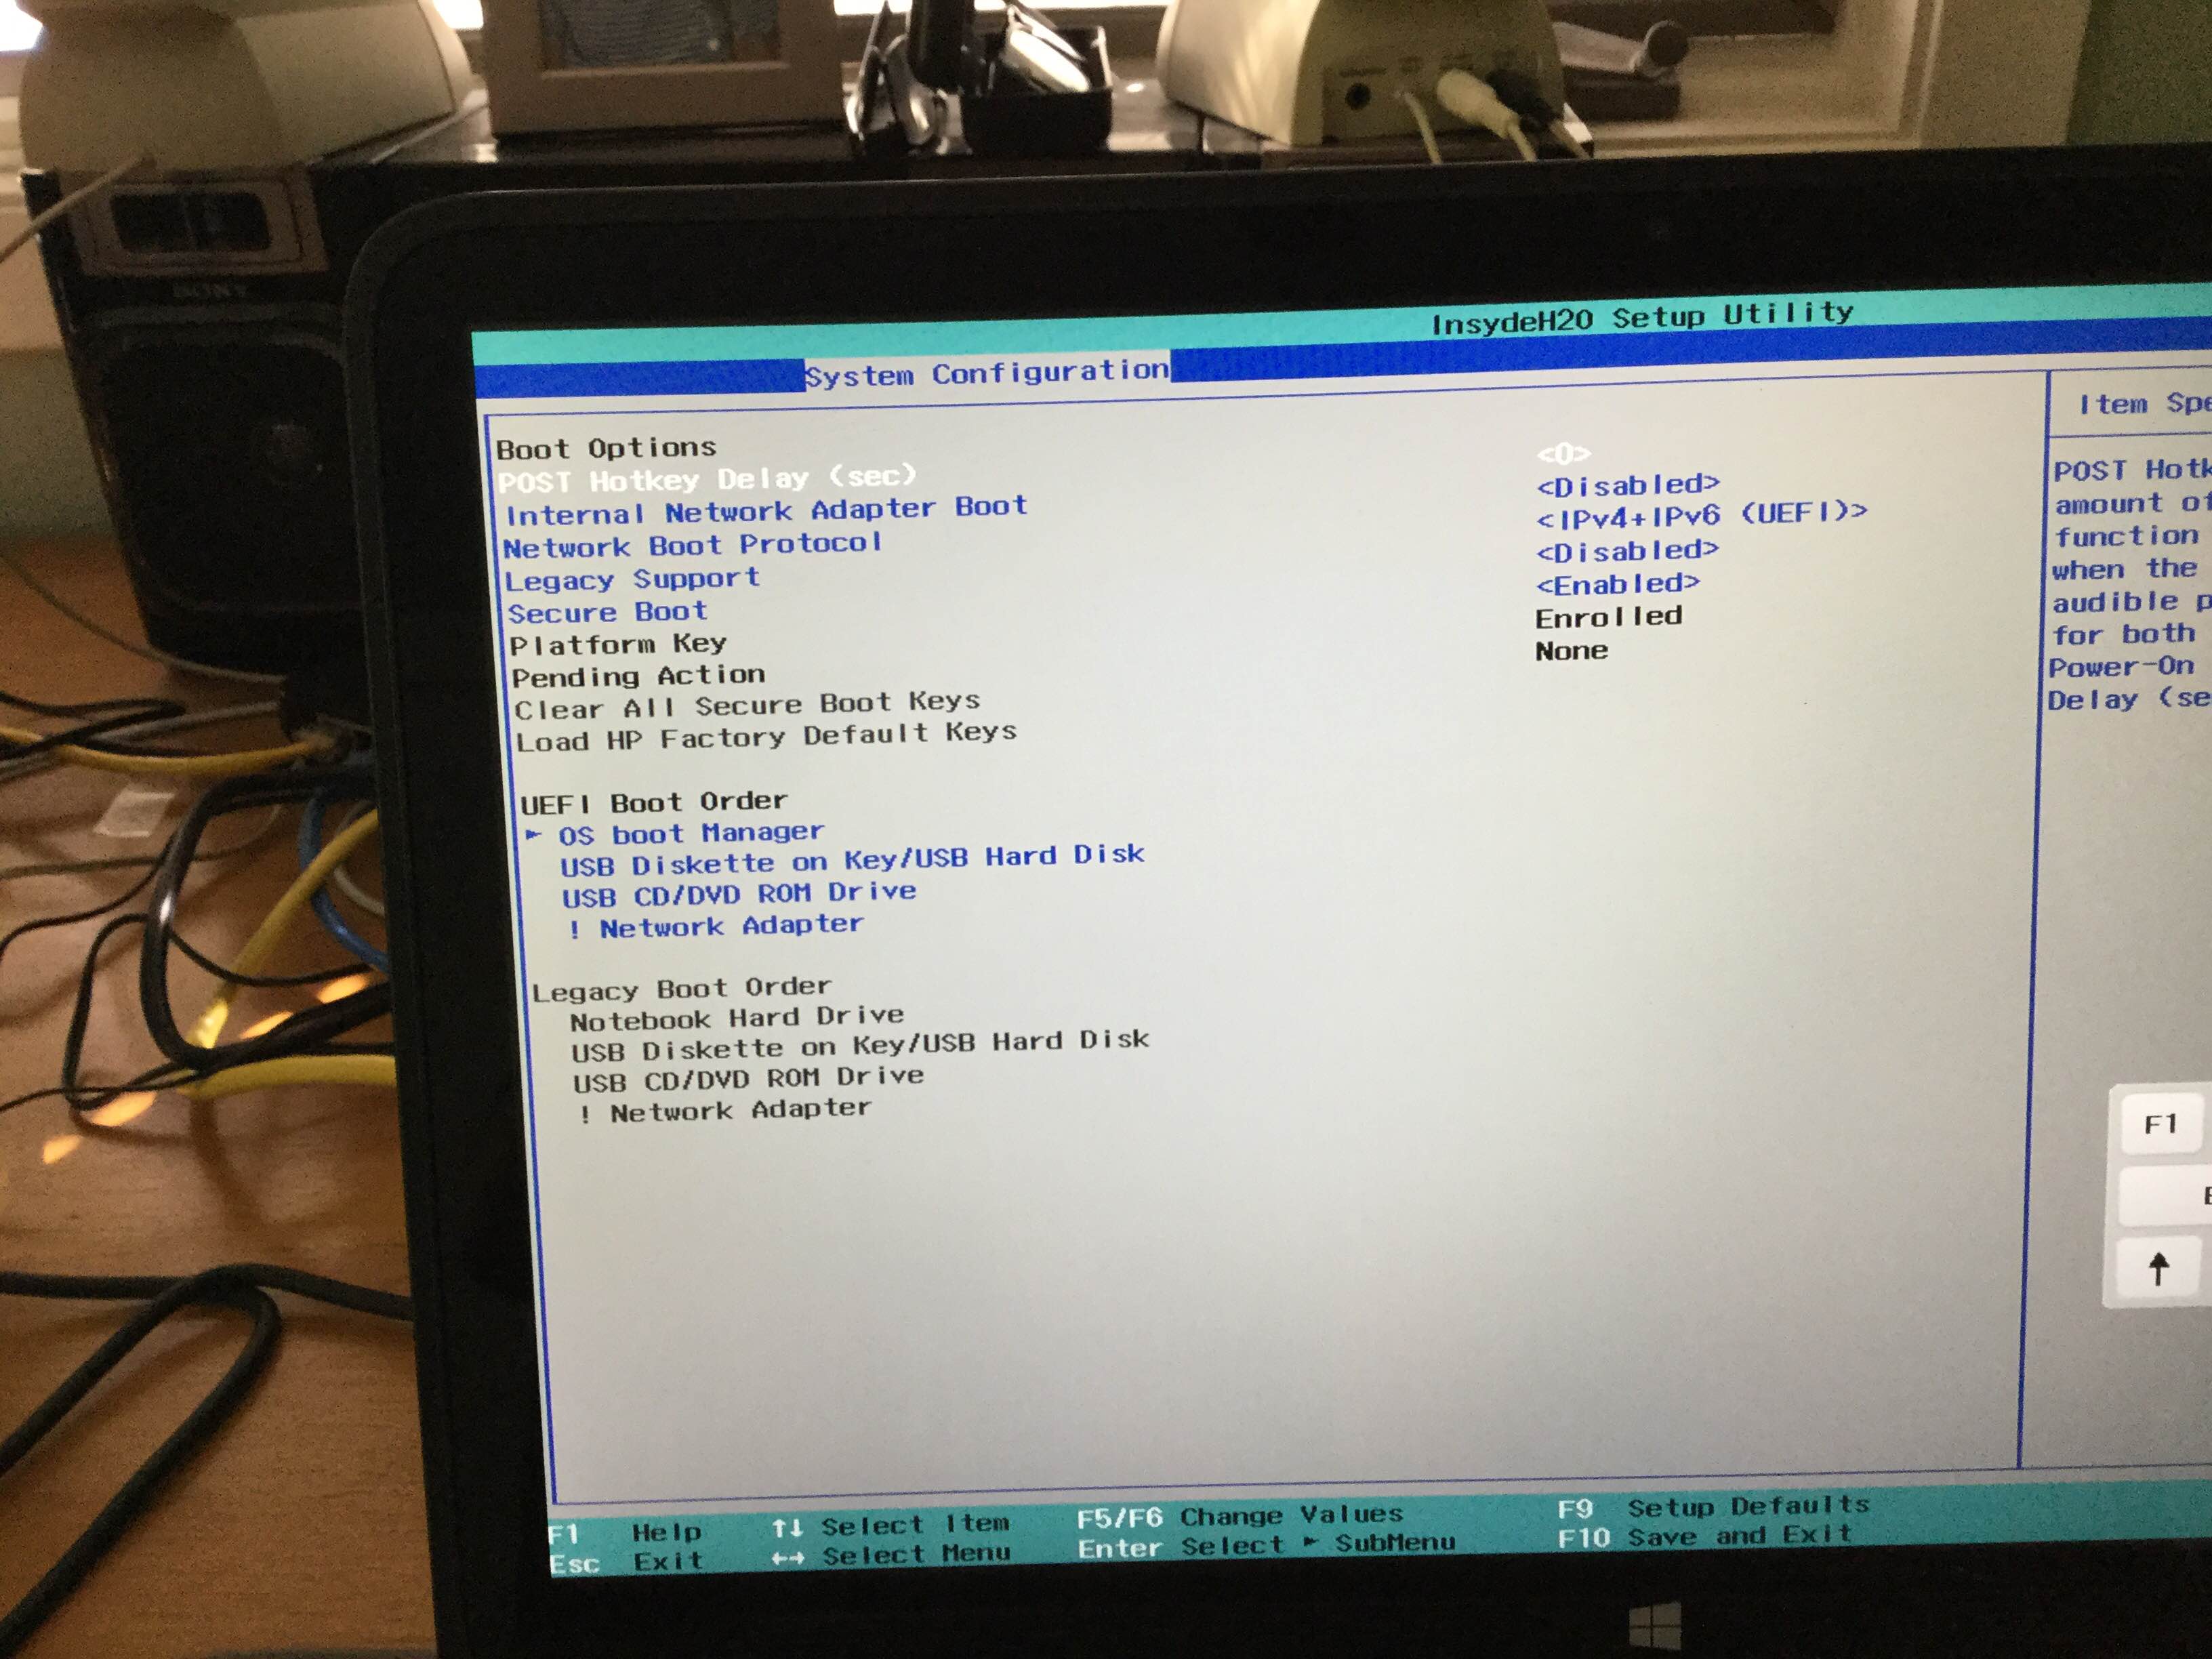 SONY
InsydeH20 Setup Utility
System Configuration
Boot Options
POST Hotkey Delay (sec) <0>
Internal Network Adapter Boot <Disabled>
Network Boot Protocol <IPv4+IPv6 (UEFI)>
Legacy Support <Disabled>
Secure Boot <Enabled>
Platform Key Enrolled
Pending Action None
Clear All Secure Boot Keys
Load HP Factory Default Keys
UEFI Boot Order
► OS boot Manager
USB Diskette on Key/USB Hard Disk
USB CD/DVD ROM Drive
! Network Adapter
Legacy Boot Order
Notebook Hard Drive
USB Diskette on Key/USB Hard Disk
USB CD/DVD ROM Drive
! Network Adapter
Item Spe
POST Hotk
amount of
function
when the
audible p
for both
Power-On
Delay (se
F1
↑
F1 Help ↑↓ Select Item F5/F6 Change Values F9 Setup Defaults
Esc Exit ←→ Select Menu Enter Select ► SubMenu F10 Save and Exit